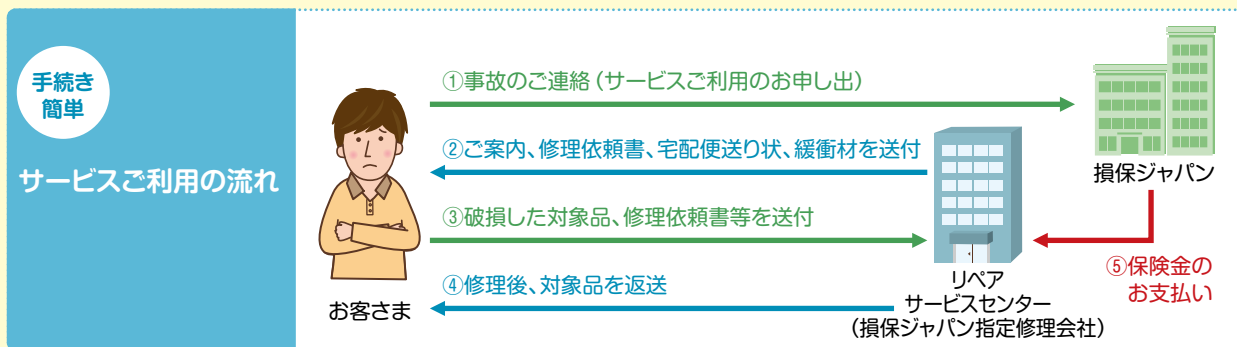 手続き
簡単
サービスご利用の流れ
①事故のご連絡（サービスご利用のお申し出）
②ご案内、修理依頼書、宅配便送り状、緩衝材を送付
③破損した対象品、修理依頼書等を送付
④修理後、対象品を返送
お客さま
損保ジャパン
リペア
サービスセンター
（損保ジャパン指定修理会社）
⑤保険金の
お支払い